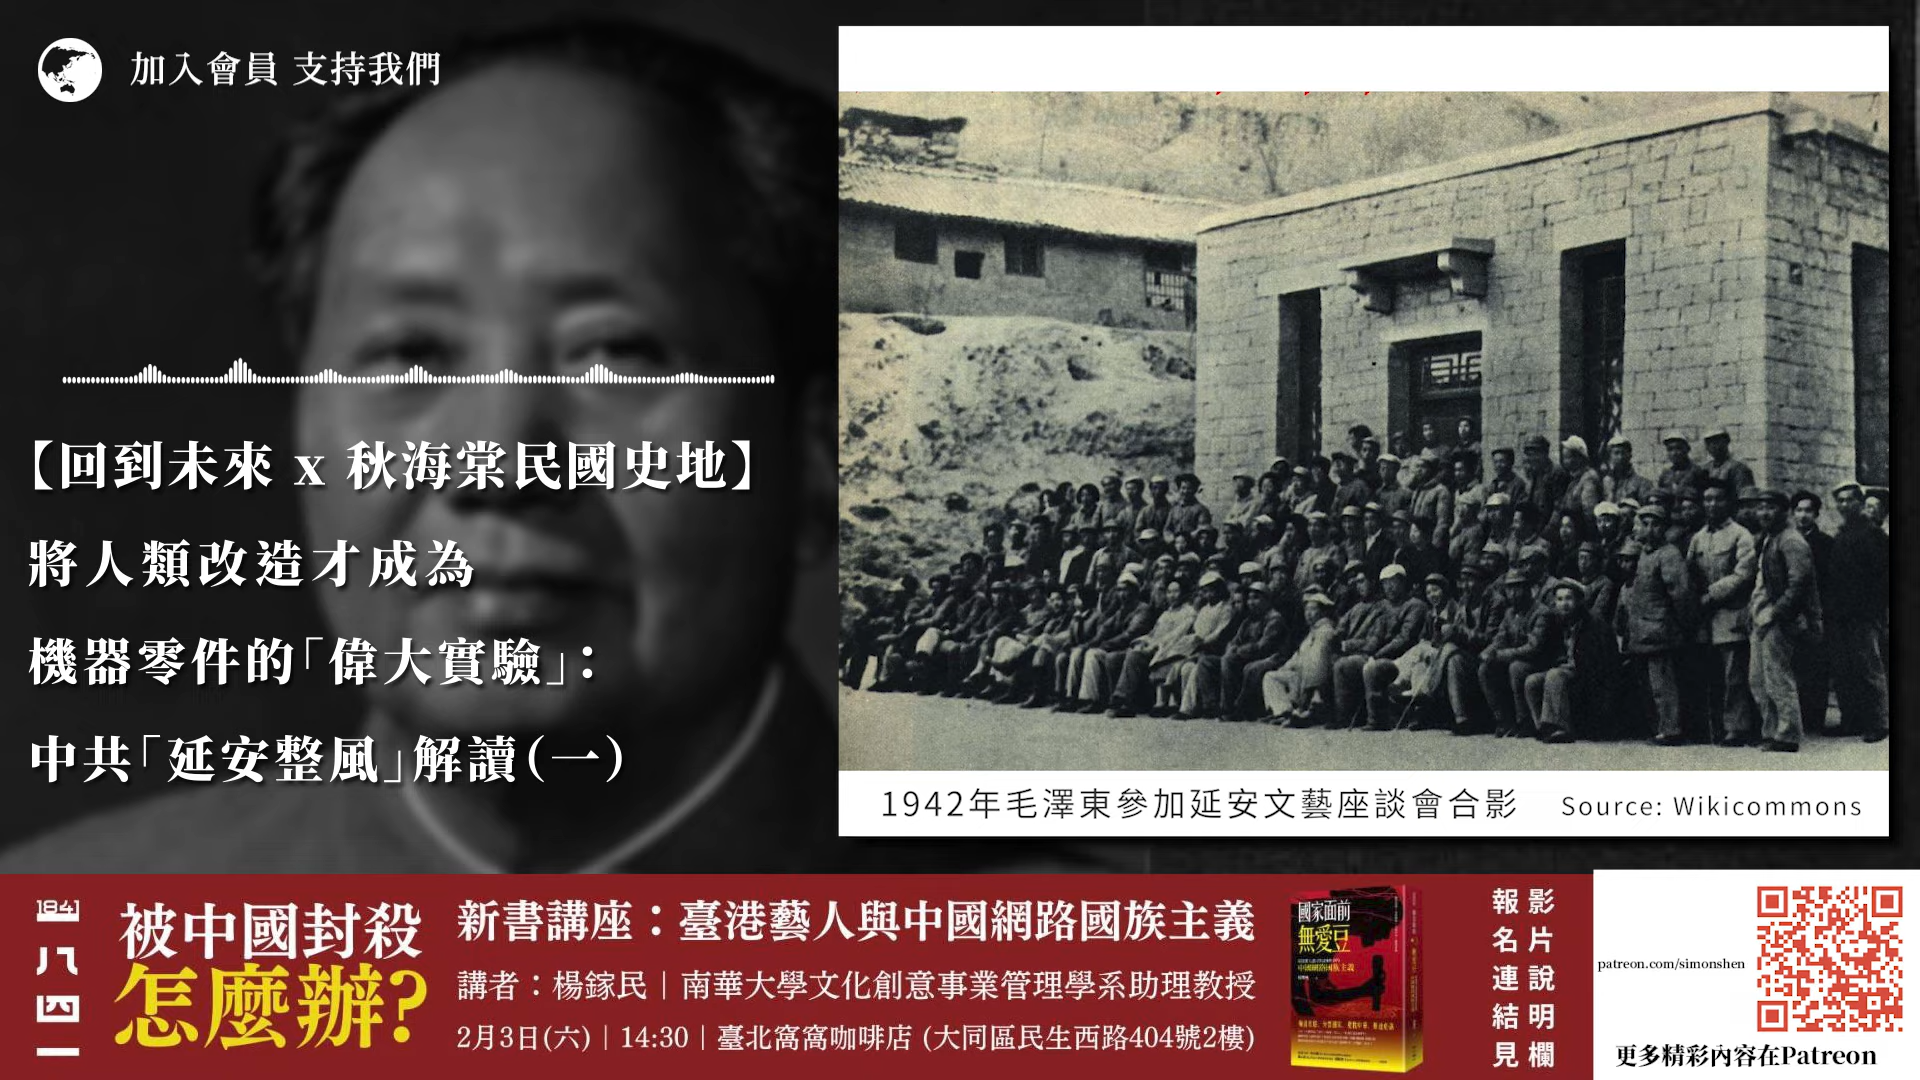 加入會員 支持我們
【回到未來 x 秋海棠民國史地】
將人類改造才成為
機器零件的「偉大實驗」:
中共「延安整風」解讀(一)
1942年毛澤東參加延安文藝座談會合影
Source: Wikicommons
1841
一八四一
被中國封殺
怎麼辦?
新書講座：臺港藝人與中國網路國族主義
講者：楊鎵民｜南華大學文化創意事業管理學系助理教授
2月3日(六)｜14:30｜臺北窩窩咖啡店 (大同區民生西路404號2樓)
國家面前
無愛豆
影片說明欄
報名連結見
patreon.com/simonshen
更多精彩內容在Patreon